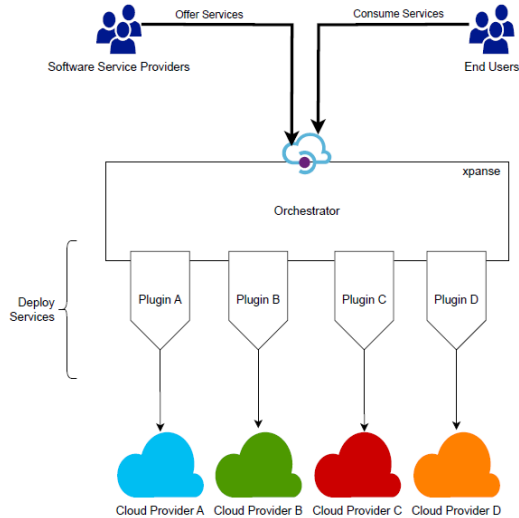 Offer Services
Consume Services
Software Service Providers
End Users
xpanse
Orchestrator
Deploy
Services
Plugin A
Plugin B
Plugin C
Plugin D
Cloud Provider A
Cloud Provider B
Cloud Provider C
Cloud Provider D